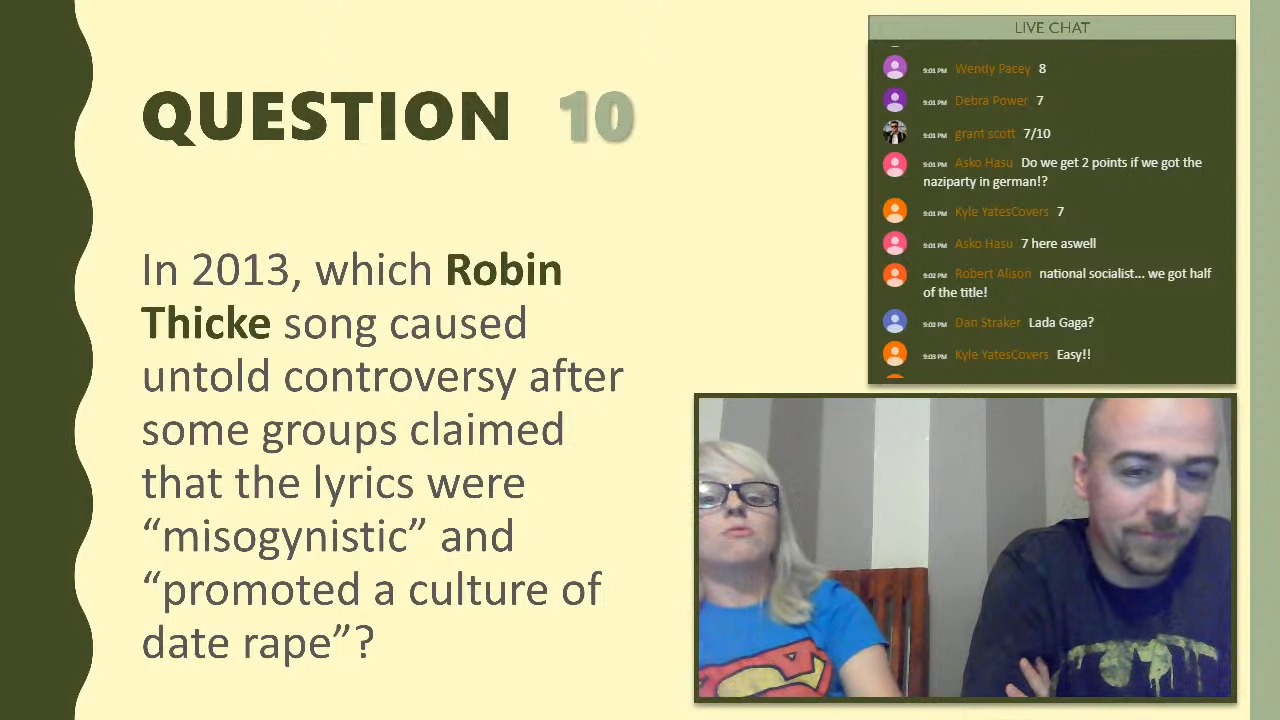 QUESTION 10
In 2013, which Robin
Thicke song caused
untold controversy after
some groups claimed
that the lyrics were
“misogynistic” and
“promoted a culture of
date rape”?
LIVE CHAT
9:01 PM Wendy Pacey 8
9:01 PM Debra Power 7
9:01 PM grant scott 7/10
9:01 PM Asko Hasu Do we get 2 points if we got the
naziparty in german!?
9:01 PM Kyle YatesCovers 7
9:01 PM Asko Hasu 7 here aswell
9:02 PM Robert Alison national socialist... we got half
of the title!
9:02 PM Dan Straker Lada Gaga?
9:03 PM Kyle YatesCovers Easy!!